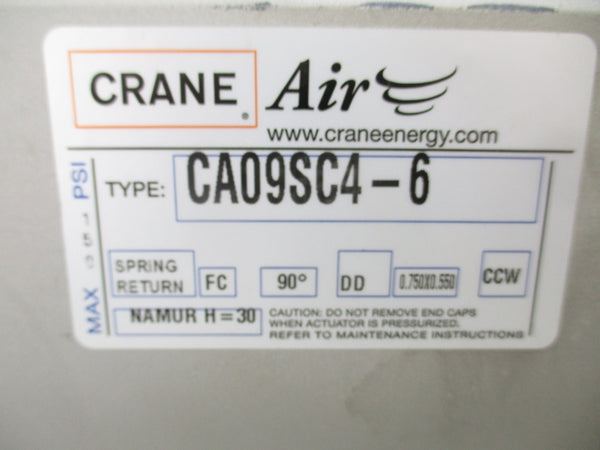 CRANE® Air
www.craneenergy.com
MAX PSI
TYPE: CA09SC4-6
SPRING RETURN FC 90° DD 0.750X0.550 CCW
NAMUR H=30
CAUTION: DO NOT REMOVE END CAPS
WHEN ACTUATOR IS PRESSURIZED.
REFER TO MAINTENANCE INSTRUCTIONS